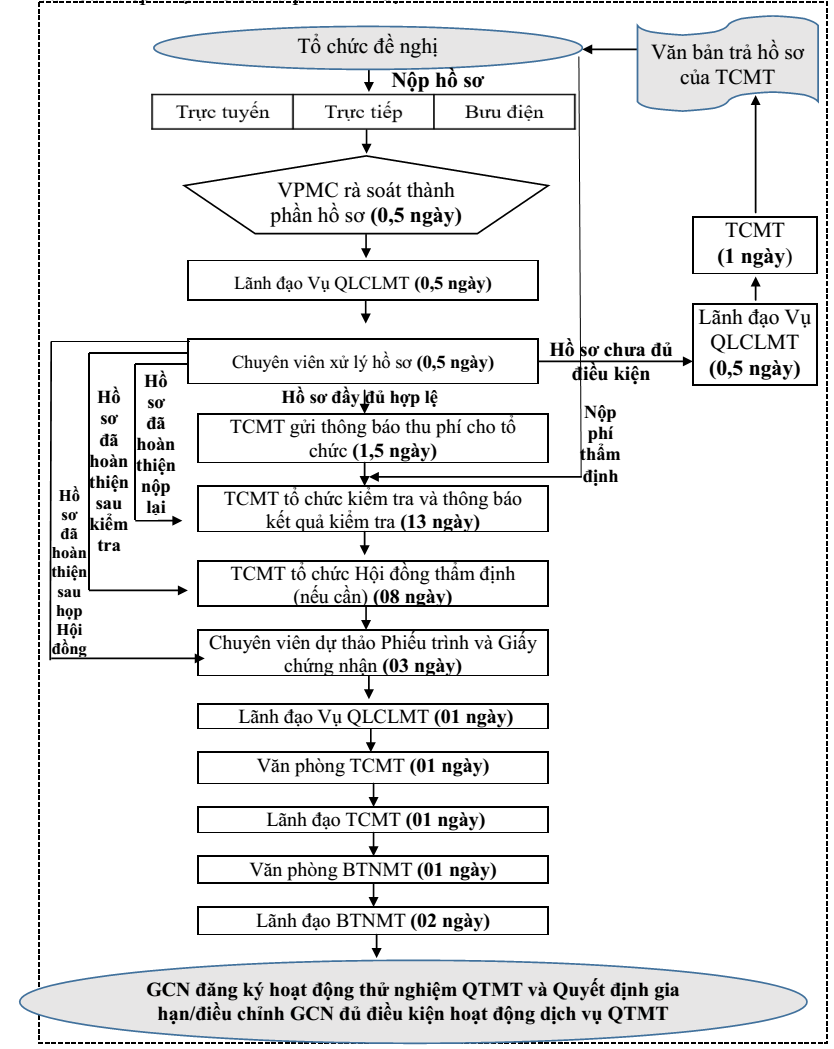 Tổ chức đề nghị
Văn bản trả hồ sơ
của TCMT
Nộp hồ sơ
Trực tuyến
Trực tiếp
Bưu điện
VPMC rà soát thành
phần hồ sơ (0,5 ngày)
TCMT
(1 ngày)
Lãnh đạo Vụ QLCLMT (0,5 ngày)
Lãnh đạo Vụ
QLCLMT
(0,5 ngày)
Chuyên viên xử lý hồ sơ (0,5 ngày)
Hồ sơ chưa đủ
điều kiện
Hồ sơ đầy đủ hợp lệ
Nộp
phí
thẩm
định
TCMT gửi thông báo thu phí cho tổ
chức (1,5 ngày)
Hồ
sơ
đã
hoàn
thiện
nộp
lại
Hồ
sơ
đã
hoàn
thiện
sau
kiểm
tra
Hồ
sơ
đã
hoàn
thiện
sau
họp
Hội
đồng
TCMT tổ chức kiểm tra và thông báo
kết quả kiểm tra (13 ngày)
TCMT tổ chức Hội đồng thẩm định
(nếu cần) (08 ngày)
Chuyên viên dự thảo Phiếu trình và Giấy
chứng nhận (03 ngày)
Lãnh đạo Vụ QLCLMT (01 ngày)
Văn phòng TCMT (01 ngày)
Lãnh đạo TCMT (01 ngày)
Văn phòng BTNMT (01 ngày)
Lãnh đạo BTNMT (02 ngày)
GCN đăng ký hoạt động thử nghiệm QTMT và Quyết định gia
hạn/điều chỉnh GCN đủ điều kiện hoạt động dịch vụ QTMT